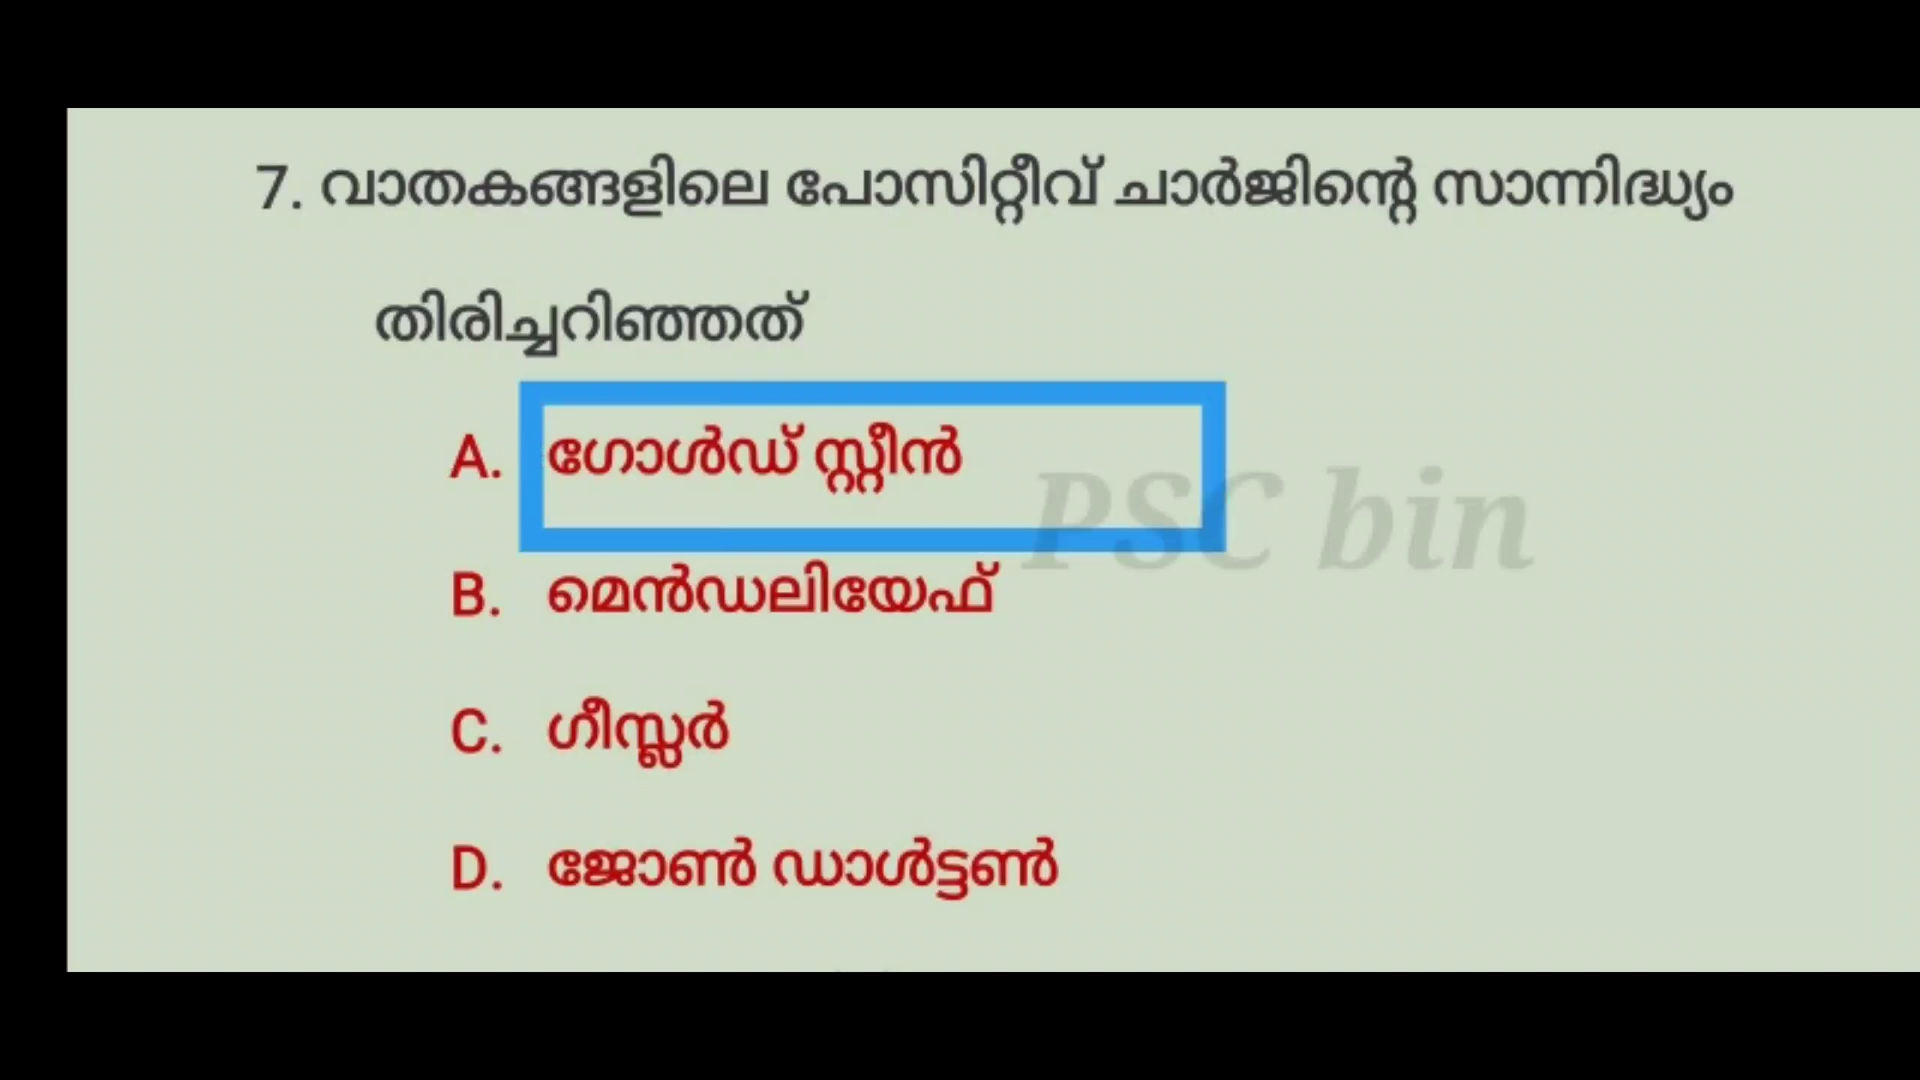 7. വാതകങ്ങളിലെ പോസിറ്റീവ് ചാർജിന്റെ സാന്നിദ്ധ്യം
തിരിച്ചറിഞ്ഞത്
A. ഗോൾഡ് സ്റ്റീൻ
PSC bin
B. മെൻഡലിയേഫ്
C. ഗീസ്ലർ
D. ജോൺ ഡാൾട്ടൺ